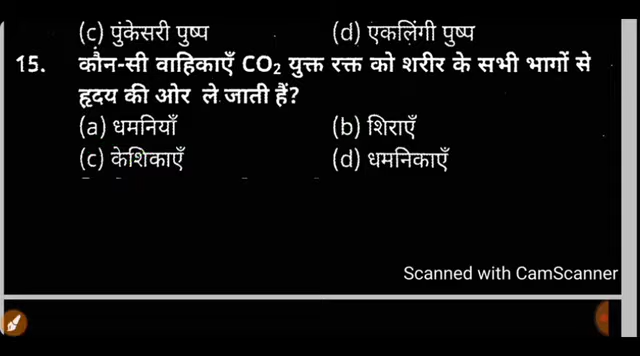 (c) पुंकेसरी पुष्प (d) एकलिंगी पुष्प
15. कौन-सी वाहिकाएँ CO₂ युक्त रक्त को शरीर के सभी भागों से
हृदय की ओर ले जाती हैं?
(a) धमनियाँ (b) शिराएँ
(c) केशिकाएँ (d) धमनिकाएँ
Scanned with CamScanner